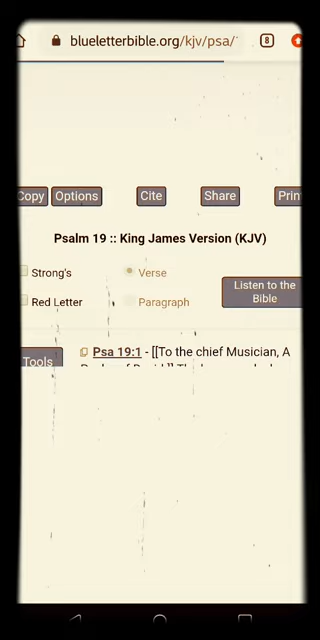 blueletterbible.org/kjv/psa/
8
Copy Options Cite Share Prin
Psalm 19 :: King James Version (KJV)
Strong's Verse
Red Letter Paragraph
Listen to the
Bible
Tools
Psa 19:1 - [[To the chief Musician, A